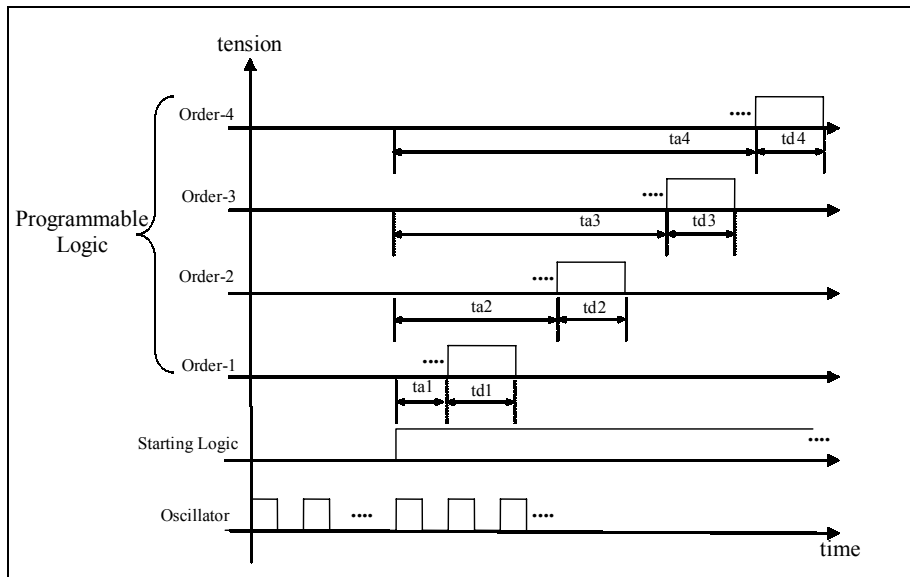 tension
Order-4
....
ta4
td4
Order-3
....
ta3
td3
Programmable
Logic
Order-2
....
ta2
td2
Order-1
....
ta1
td1
Starting Logic
....
Oscillator
....
....
time